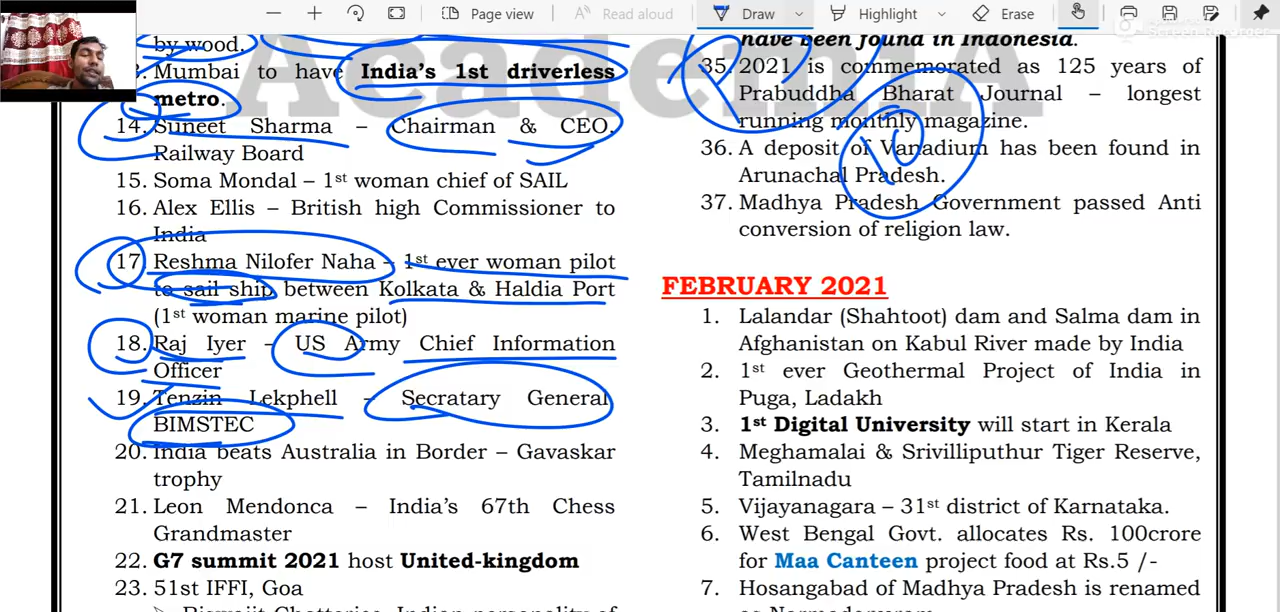 Page view
Read aloud
Draw
Highlight
Erase
Screen Recorder
by wood.
Mumbai to have India's 1st driverless
metro.
14. Suneet Sharma – Chairman & CEO,
Railway Board
15. Soma Mondal – 1st woman chief of SAIL
16. Alex Ellis – British high Commissioner to
India
17. Reshma Nilofer Naha – 1st ever woman pilot
to sail ship between Kolkata & Haldia Port
(1st woman marine pilot)
18. Raj Iyer – US Army Chief Information
Officer
19. Tenzin Lekphell – Secratary General
BIMSTEC
20. India beats Australia in Border – Gavaskar
trophy
21. Leon Mendonca – India's 67th Chess
Grandmaster
22. G7 summit 2021 host United-kingdom
23. 51st IFFI, Goa
Biswajit Chatterjee, Indian personality of
have been found in Indonesia.
35. 2021 is commemorated as 125 years of
Prabuddha Bharat Journal – longest
running monthly magazine.
36. A deposit of Vanadium has been found in
Arunachal Pradesh.
37. Madhya Pradesh Government passed Anti
conversion of religion law.
FEBRUARY 2021
1. Lalandar (Shahtoot) dam and Salma dam in
Afghanistan on Kabul River made by India
2. 1st ever Geothermal Project of India in
Puga, Ladakh
3. 1st Digital University will start in Kerala
4. Meghamalai & Srivilliputhur Tiger Reserve,
Tamilnadu
5. Vijayanagara – 31st district of Karnataka.
6. West Bengal Govt. allocates Rs. 100crore
for Maa Canteen project food at Rs.5 /-
7. Hosangabad of Madhya Pradesh is renamed
as Narmadapuram